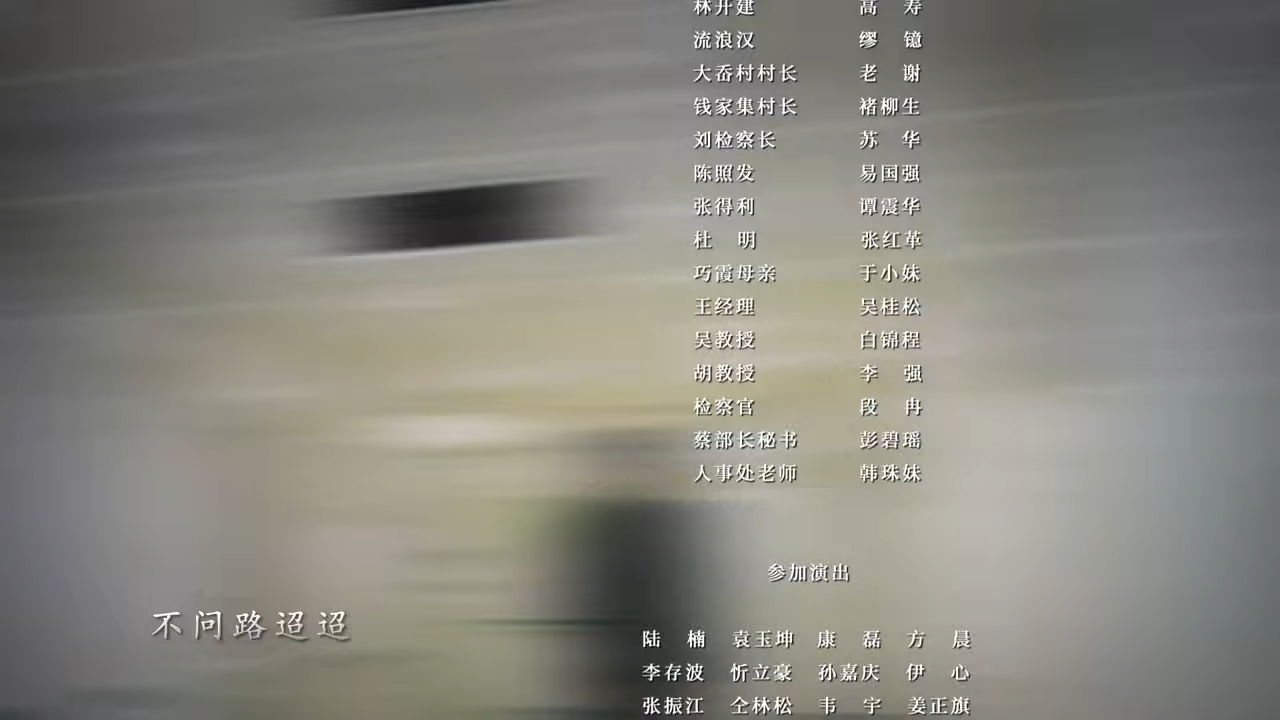 林开建 高 寿
流浪汉 缪 镱
大岙村村长 老 谢
钱家集村长 褚柳生
刘检察长 苏 华
陈照发 易国强
张得利 谭震华
杜 明 张红革
巧霞母亲 于小妹
王经理 吴桂松
吴教授 白锦程
胡教授 李 强
检察官 段 冉
蔡部长秘书 彭碧瑶
人事处老师 韩珠妹
参加演出
陆 楠 袁玉坤 康 磊 方 晨
李存波 忻立豪 孙嘉庆 伊 心
张振江 仝林松 韦 宇 姜正旗
不问路迢迢